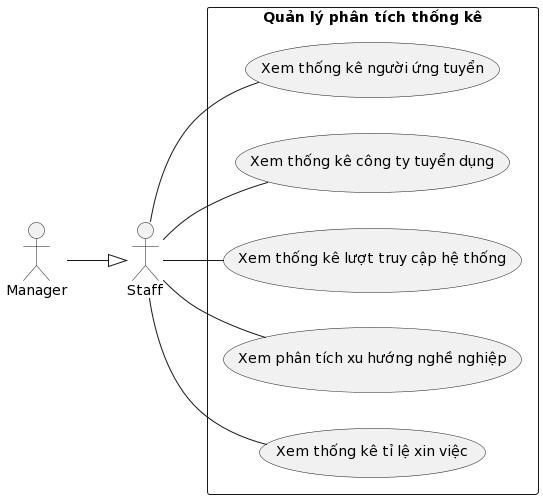 Quản lý phân tích thống kê
Xem thống kê người ứng tuyển
Xem thống kê công ty tuyển dụng
Xem thống kê lượt truy cập hệ thống
Manager
Staff
Xem phân tích xu hướng nghề nghiệp
Xem thống kê tỉ lệ xin việc